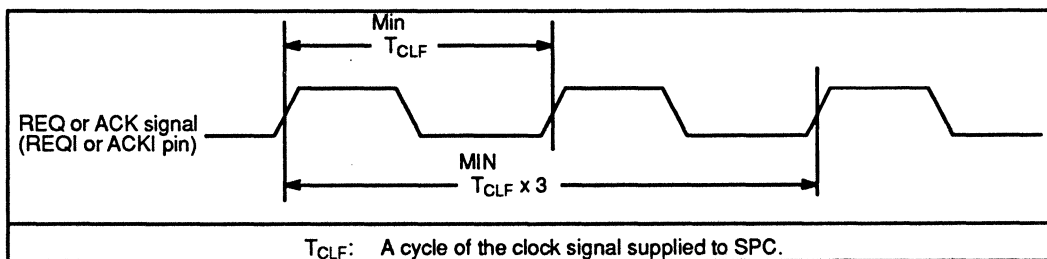 Min
TCLF
REQ or ACK signal
(REQI or ACKI pin)
MIN
TCLF x 3
TCLF: A cycle of the clock signal supplied to SPC.